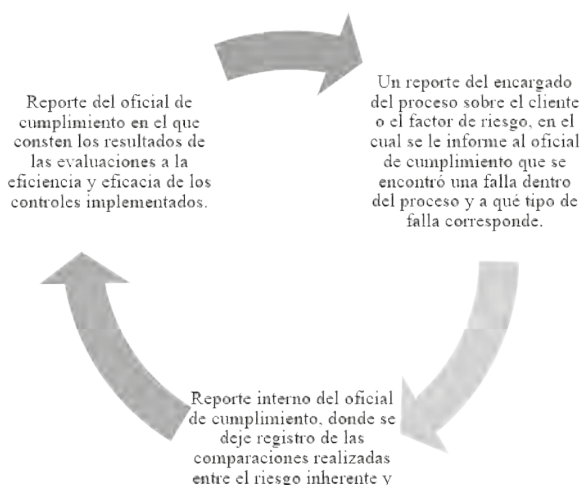 Reporte del oficial de
cumplimiento en el que
consten los resultados de
las evaluaciones a la
eficiencia y eficacia de los
controles implementados.
Un reporte del encargado
del proceso sobre el cliente
o el factor de riesgo, en el
cual se le informe al oficial
de cumplimiento que se
encontró una falla dentro
del proceso y a qué tipo de
falla corresponde.
Reporte interno del oficial
de cumplimiento, donde se
deje registro de las
comparaciones realizadas
entre el riesgo inherente y